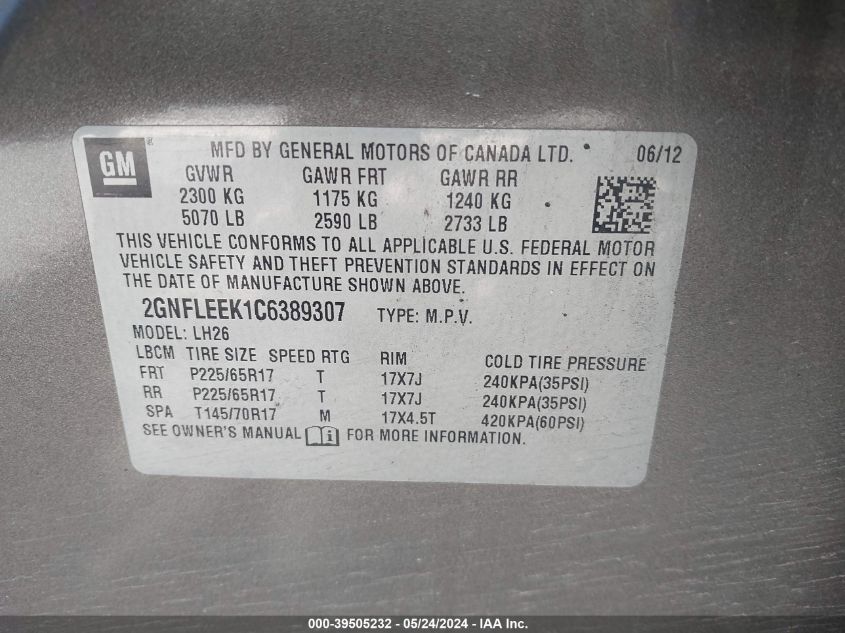 GM
MFD BY GENERAL MOTORS OF CANADA LTD. 06/12
GVWR GAWR FRT GAWR RR
2300 KG 1175 KG 1240 KG
5070 LB 2590 LB 2733 LB
THIS VEHICLE CONFORMS TO ALL APPLICABLE U.S. FEDERAL MOTOR
VEHICLE SAFETY AND THEFT PREVENTION STANDARDS IN EFFECT ON
THE DATE OF MANUFACTURE SHOWN ABOVE.
2GNFLEEK1C6389307 TYPE: M.P.V.
MODEL: LH26
LBCM TIRE SIZE SPEED RTG RIM COLD TIRE PRESSURE
FRT P225/65R17 T 17X7J 240KPA(35PSI)
RR P225/65R17 T 17X7J 240KPA(35PSI)
SPA T145/70R17 M 17X4.5T 420KPA(60PSI)
SEE OWNER'S MANUAL FOR MORE INFORMATION.
000-39505232 - 05/24/2024 - IAA Inc.